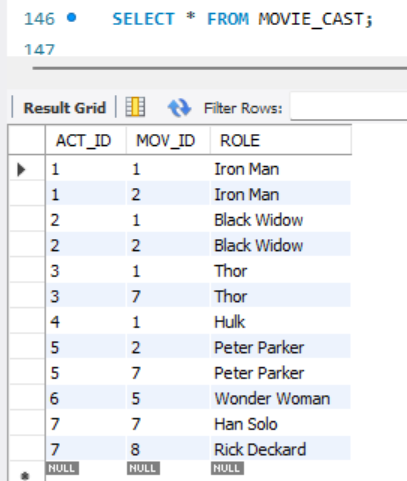 146 SELECT * FROM MOVIE_CAST;
147
Result Grid Filter Rows:
ACT_ID MOV_ID ROLE
1 1 Iron Man
1 2 Iron Man
2 1 Black Widow
2 2 Black Widow
3 1 Thor
3 7 Thor
4 1 Hulk
5 2 Peter Parker
5 7 Peter Parker
6 5 Wonder Woman
7 7 Han Solo
7 8 Rick Deckard
NULL NULL NULL